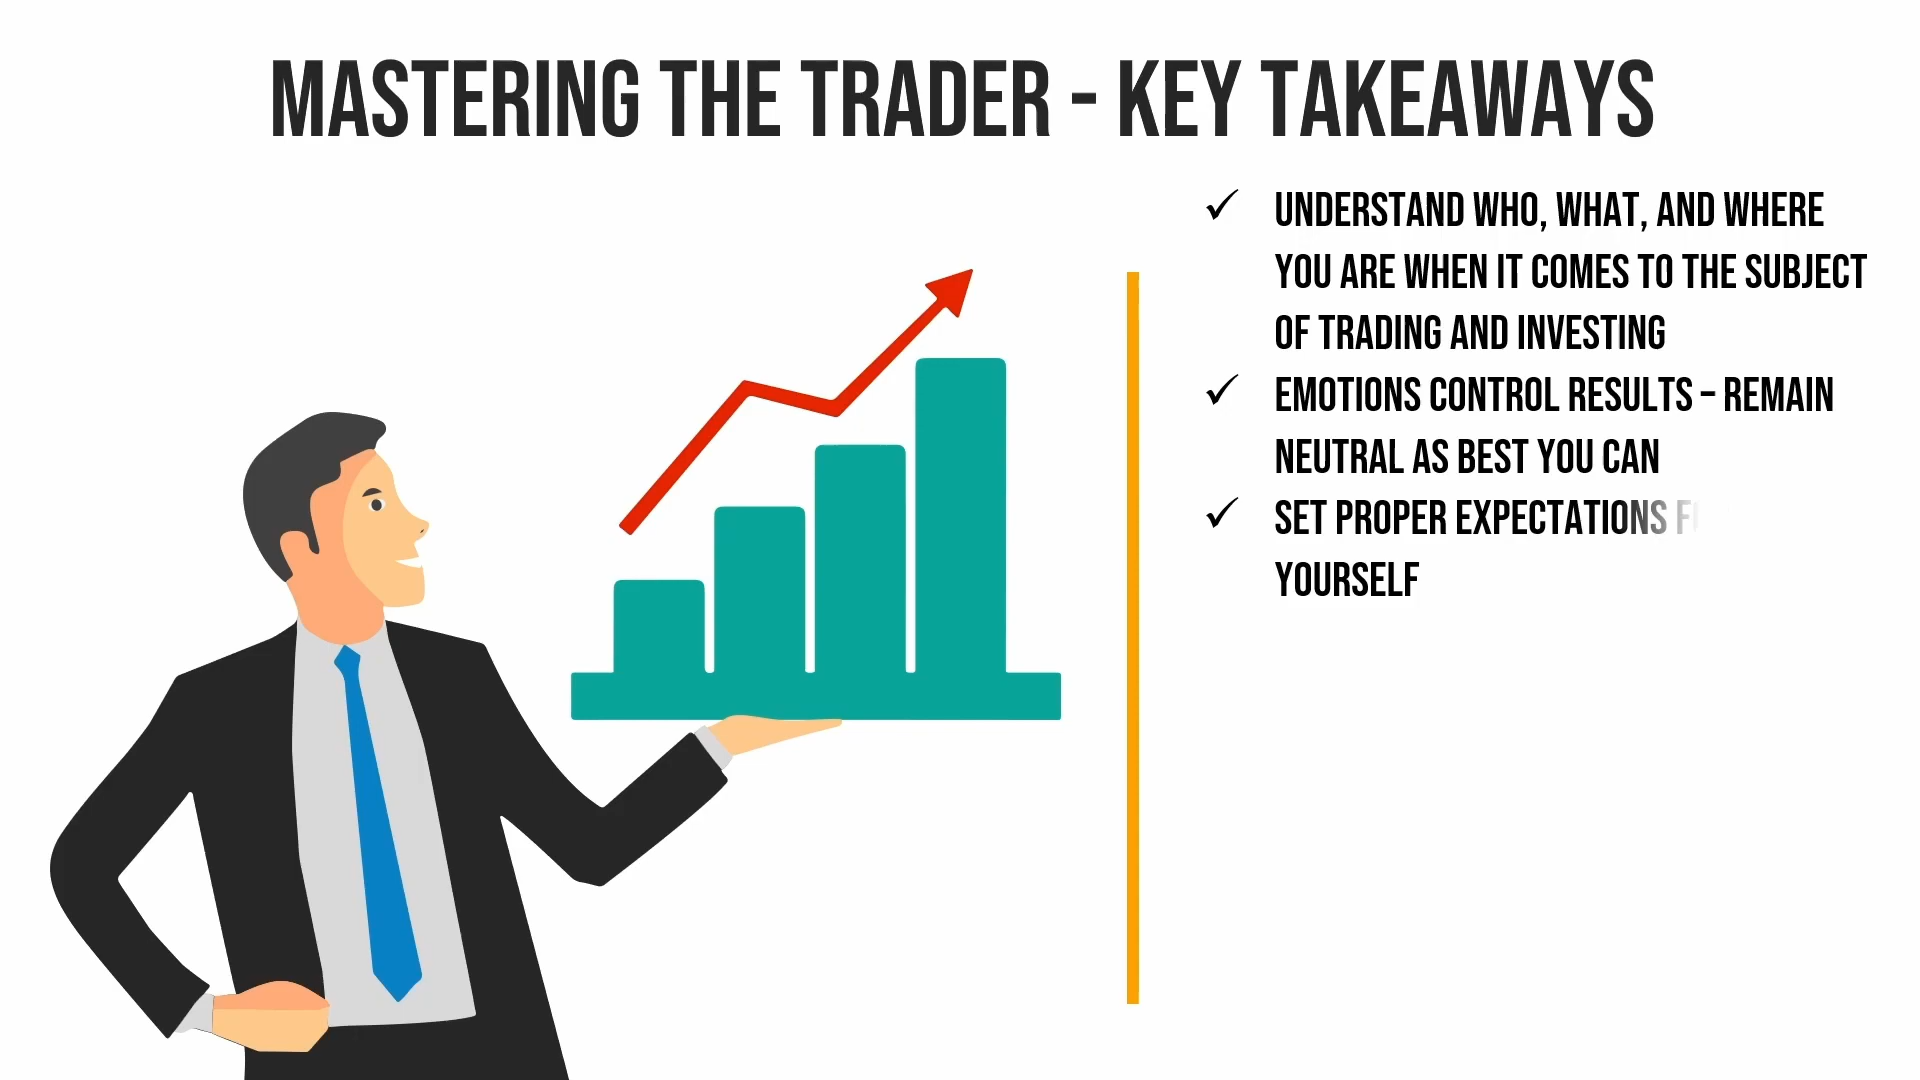 MASTERING THE TRADER - KEY TAKEAWAYS
✓ UNDERSTAND WHO, WHAT, AND WHERE
YOU ARE WHEN IT COMES TO THE SUBJECT
OF TRADING AND INVESTING
✓ EMOTIONS CONTROL RESULTS – REMAIN
NEUTRAL AS BEST YOU CAN
✓ SET PROPER EXPECTATIONS
YOURSELF